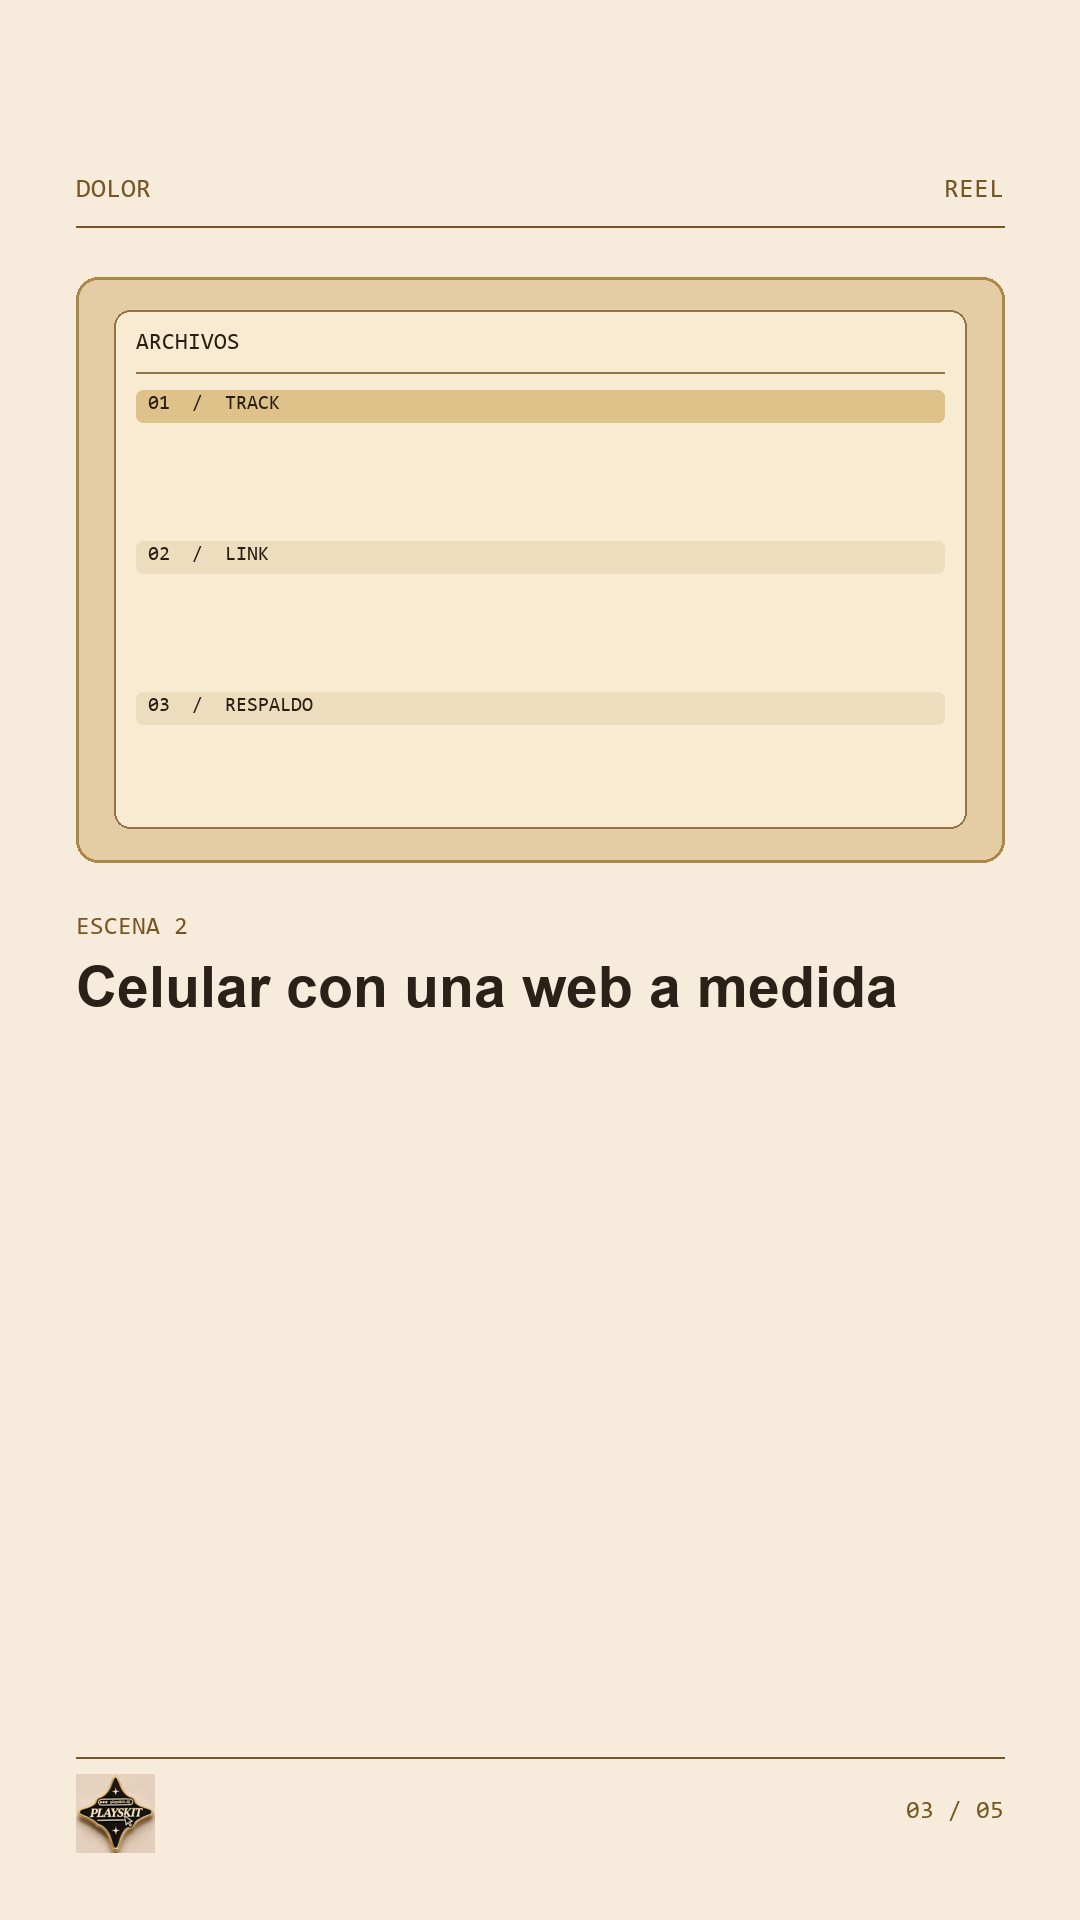 DOLOR
REEL
ARCHIVOS
01 / TRACK
02 / LINK
03 / RESPALDO
ESCENA 2
Celular con una web a medida
PLAYSKIT
03 / 05